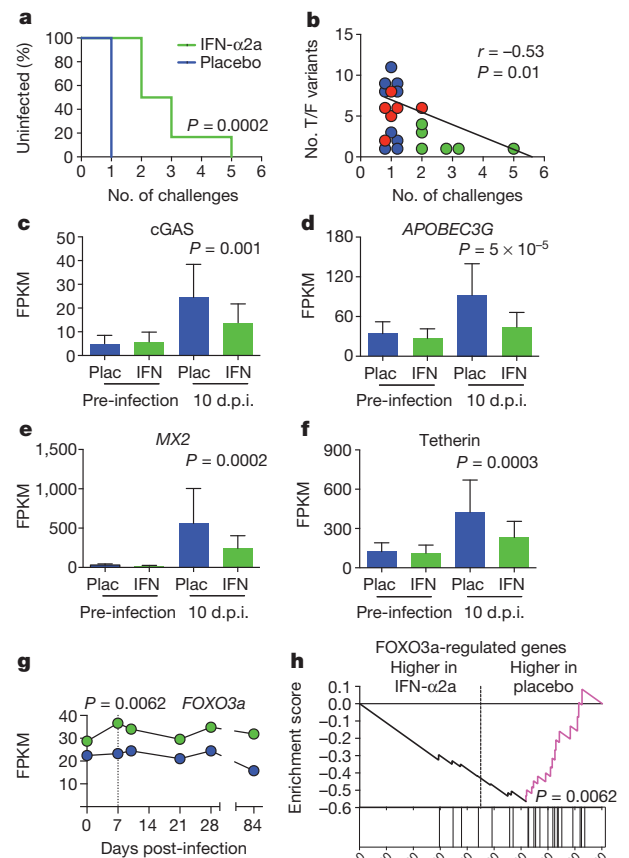 a
IFN-α2a
Placebo
Uninfected (%)
100
80
60
40
20
0
P = 0.0002
0 1 2 3 4 5 6
No. of challenges
b
r = –0.53
P = 0.01
No. T/F variants
15
10
5
0
0 1 2 3 4 5 6
No. of challenges
c
cGAS
P = 0.001
FPKM
50
40
30
20
10
0
Plac IFN Plac IFN
Pre-infection 10 d.p.i.
d
APOBEC3G
P = 5 × 10⁻⁵
FPKM
180
120
60
0
Plac IFN Plac IFN
Pre-infection 10 d.p.i.
e
MX2
P = 0.0002
FPKM
1,500
1,000
500
0
Plac IFN Plac IFN
Pre-infection 10 d.p.i.
f
Tetherin
P = 0.0003
FPKM
900
600
300
0
Plac IFN Plac IFN
Pre-infection 10 d.p.i.
g
P = 0.0062 FOXO3a
FPKM
40
30
20
10
0 7 14 21 28 84
Days post-infection
h
FOXO3a-regulated genes
Higher in
IFN-α2a
Higher in
placebo
Enrichment score
0.1
0.0
–0.1
–0.2
–0.3
–0.4
–0.5
–0.6
P = 0.0062